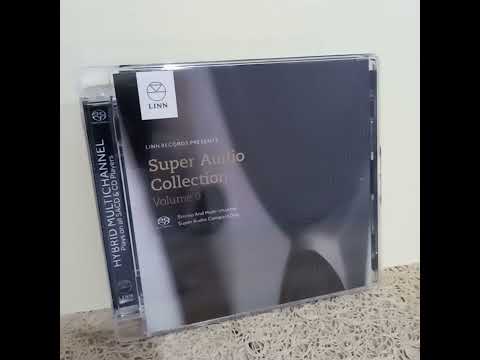 LINN
LINN RECORDS PRESENTS
Super Audio
Collection
Volume
Stereo And Multi-channel
Super Audio Compact Disc
HYBRID MULTICHANNEL
Plays on all SACD & CD Players
LINN